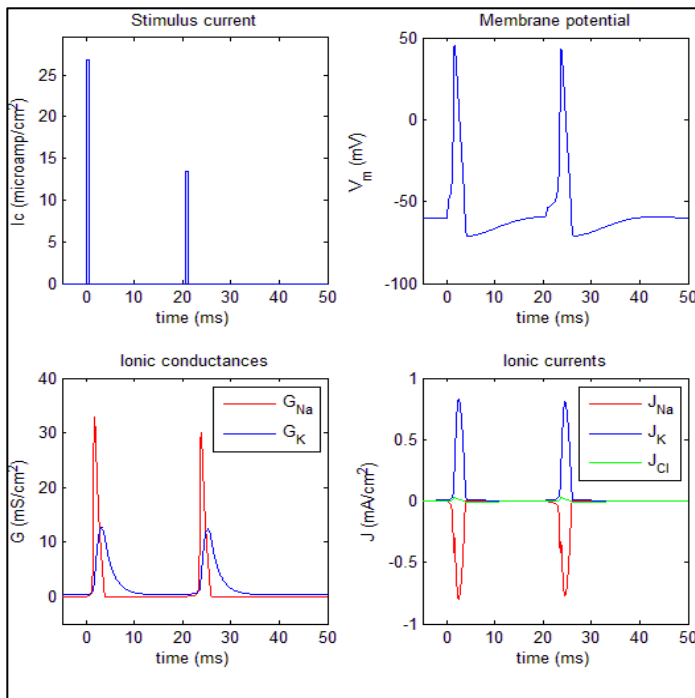 Stimulus current
Ic (microamp/cm²)
25
20
15
10
5
0
0 10 20 30 40 50
time (ms)
Membrane potential
V_m (mV)
50
0
-50
-100
0 10 20 30 40 50
time (ms)
Ionic conductances
G (mS/cm²)
40
30
20
10
0
G_Na
G_K
0 10 20 30 40 50
time (ms)
Ionic currents
J (mA/cm²)
1
0.5
0
-0.5
-1
J_Na
J_K
J_Cl
0 10 20 30 40 50
time (ms)